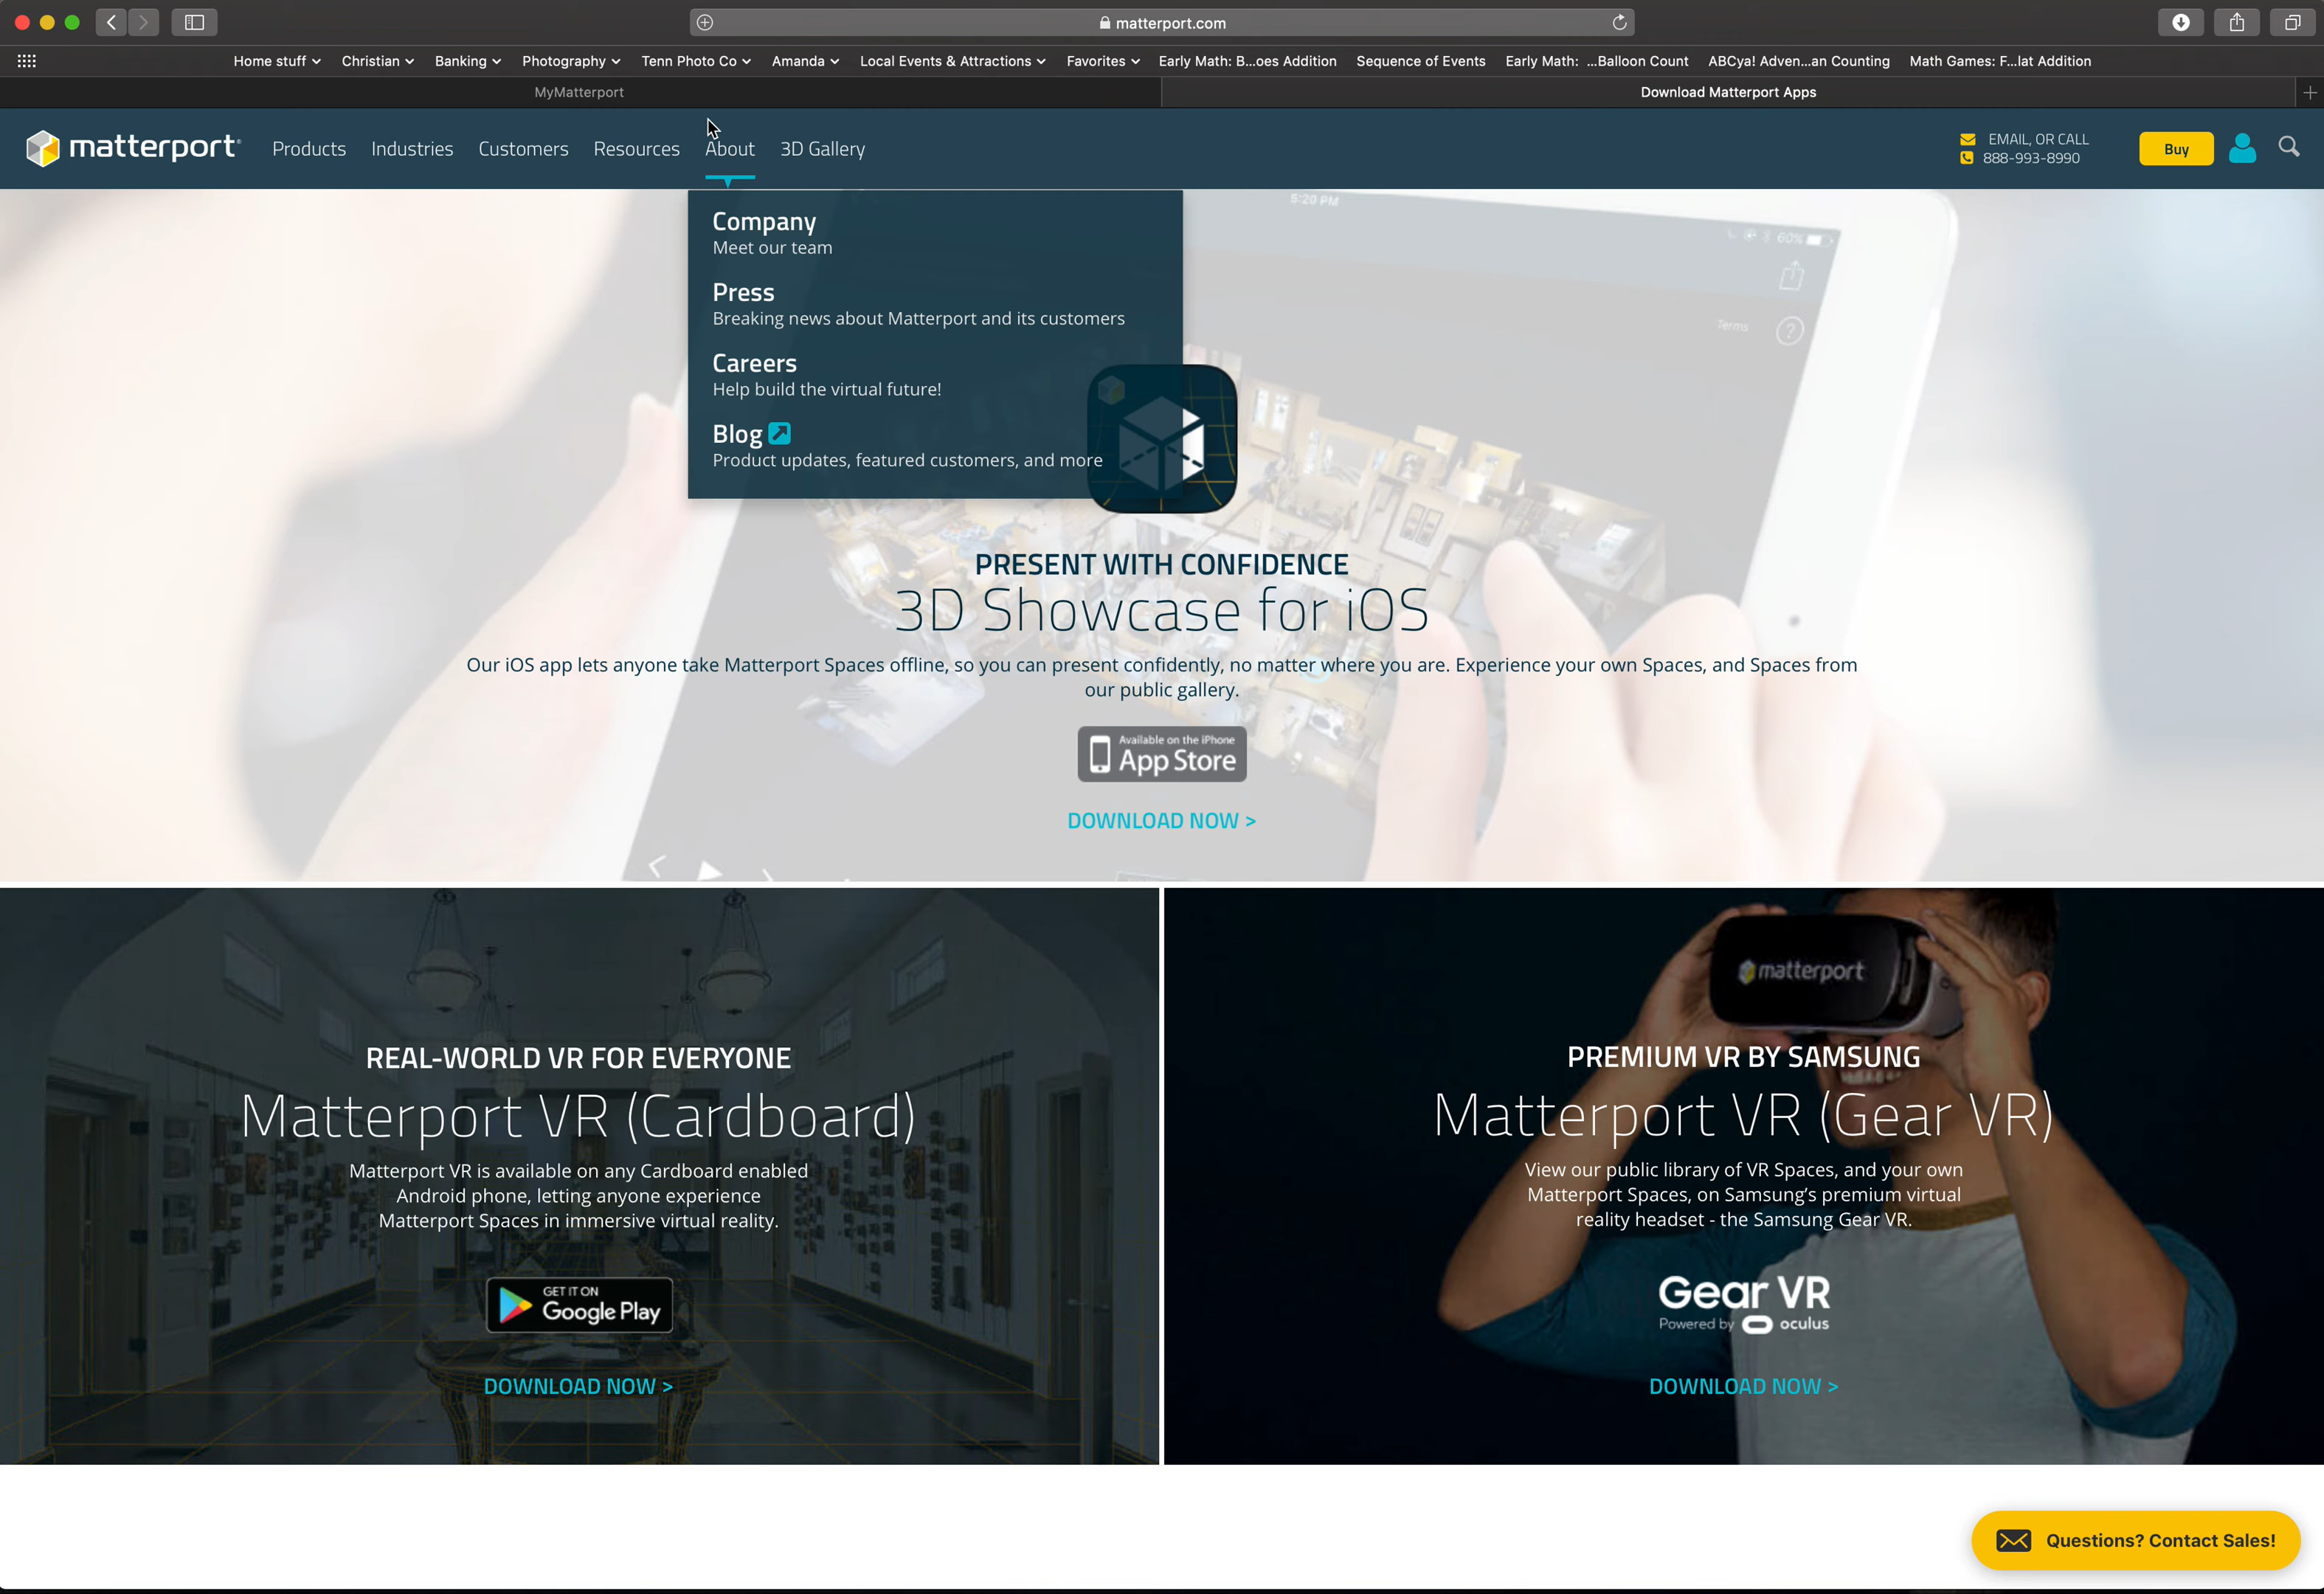 matterport.com
Home stuff
Christian
Banking
Photography
Tenn Photo Co
Amanda
Local Events & Attractions
Favorites
Early Math: B...oes Addition
Sequence of Events
Early Math: ...Balloon Count
ABCya! Adven...an Counting
Math Games: F...lat Addition
MyMatterport
Download Matterport Apps
matterport
Products
Industries
Customers
Resources
About
3D Gallery
EMAIL, OR CALL
888-993-8990
Buy
5:20 PM
60%
Terms
Company
Meet our team
Press
Breaking news about Matterport and its customers
Careers
Help build the virtual future!
Blog
Product updates, featured customers, and more
PRESENT WITH CONFIDENCE
3D Showcase for iOS
Our iOS app lets anyone take Matterport Spaces offline, so you can present confidently, no matter where you are. Experience your own Spaces, and Spaces from
our public gallery.
Available on the iPhone
App Store
DOWNLOAD NOW >
REAL-WORLD VR FOR EVERYONE
Matterport VR (Cardboard)
Matterport VR is available on any Cardboard enabled
Android phone, letting anyone experience
Matterport Spaces in immersive virtual reality.
GET IT ON
Google Play
DOWNLOAD NOW >
matterport
PREMIUM VR BY SAMSUNG
Matterport VR (Gear VR)
View our public library of VR Spaces, and your own
Matterport Spaces, on Samsung's premium virtual
reality headset - the Samsung Gear VR.
Gear VR
Powered by oculus
DOWNLOAD NOW >
Questions? Contact Sales!